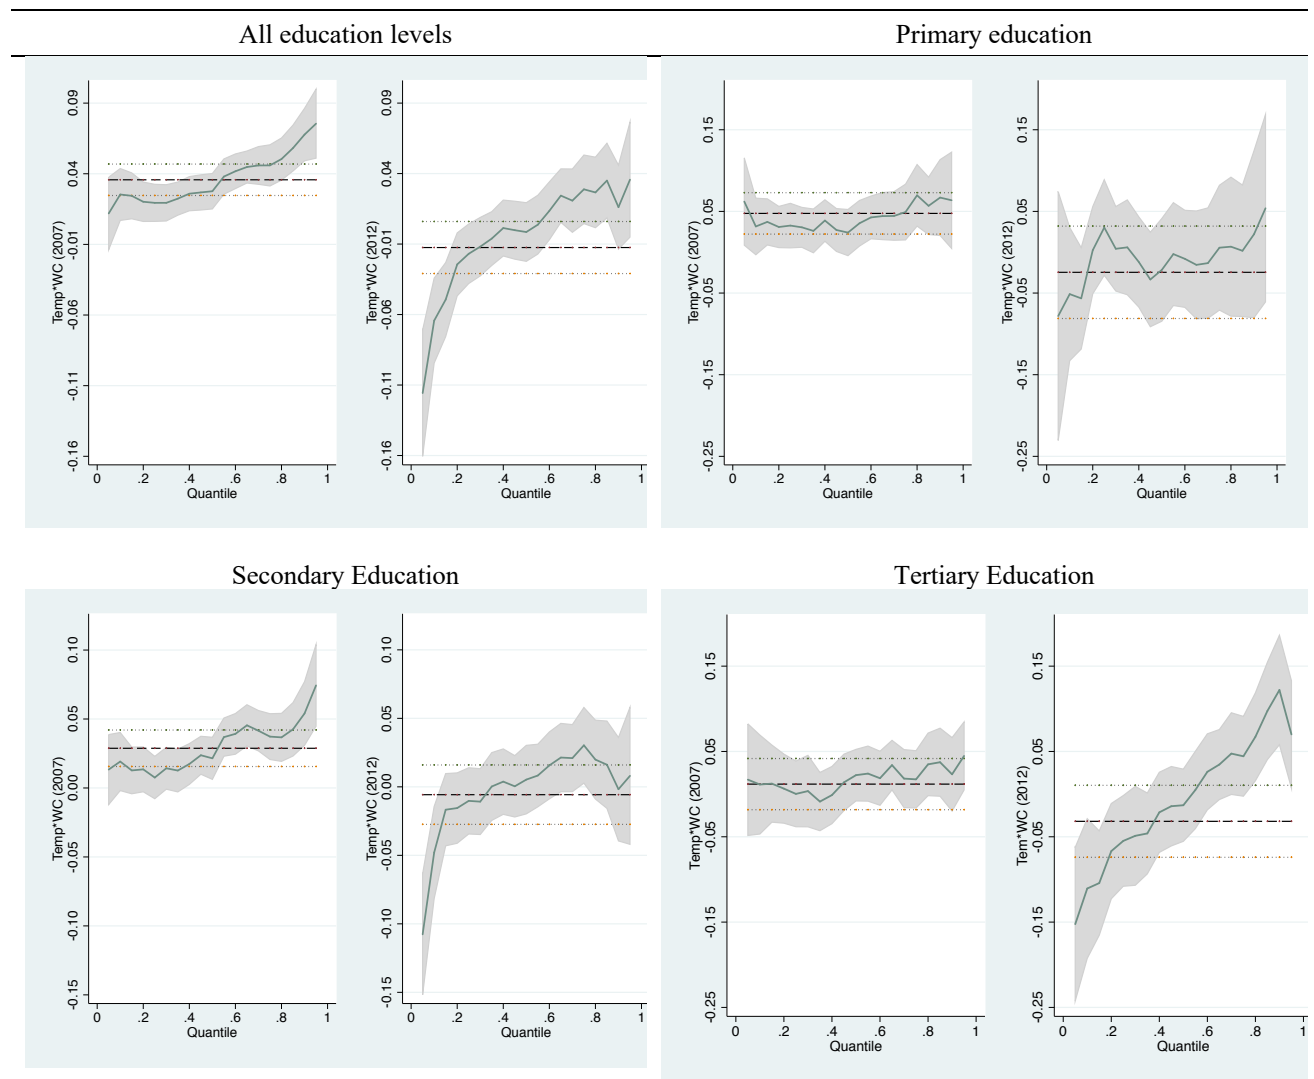 All education levels
Primary education
0.09
0.04
-0.01
-0.06
-0.11
-0.16
Temp*WC (2007)
0 .2 .4 .6 .8 1
Quantile
0.09
0.04
-0.01
-0.06
-0.11
-0.16
Temp*WC (2012)
0 .2 .4 .6 .8 1
Quantile
0.15
0.05
-0.05
-0.15
-0.25
Temp*WC (2007)
0 .2 .4 .6 .8 1
Quantile
0.15
0.05
-0.05
-0.15
-0.25
Temp*WC (2012)
0 .2 .4 .6 .8 1
Quantile
Secondary Education
Tertiary Education
0.10
0.05
0.00
-0.05
-0.10
-0.15
Temp*WC (2007)
0 .2 .4 .6 .8 1
Quantile
0.10
0.05
0.00
-0.05
-0.10
-0.15
Temp*WC (2012)
0 .2 .4 .6 .8 1
Quantile
0.15
0.05
-0.05
-0.15
-0.25
Temp*WC (2007)
0 .2 .4 .6 .8 1
Quantile
0.15
0.05
-0.05
-0.15
-0.25
Tem*WC (2012)
0 .2 .4 .6 .8 1
Quantile